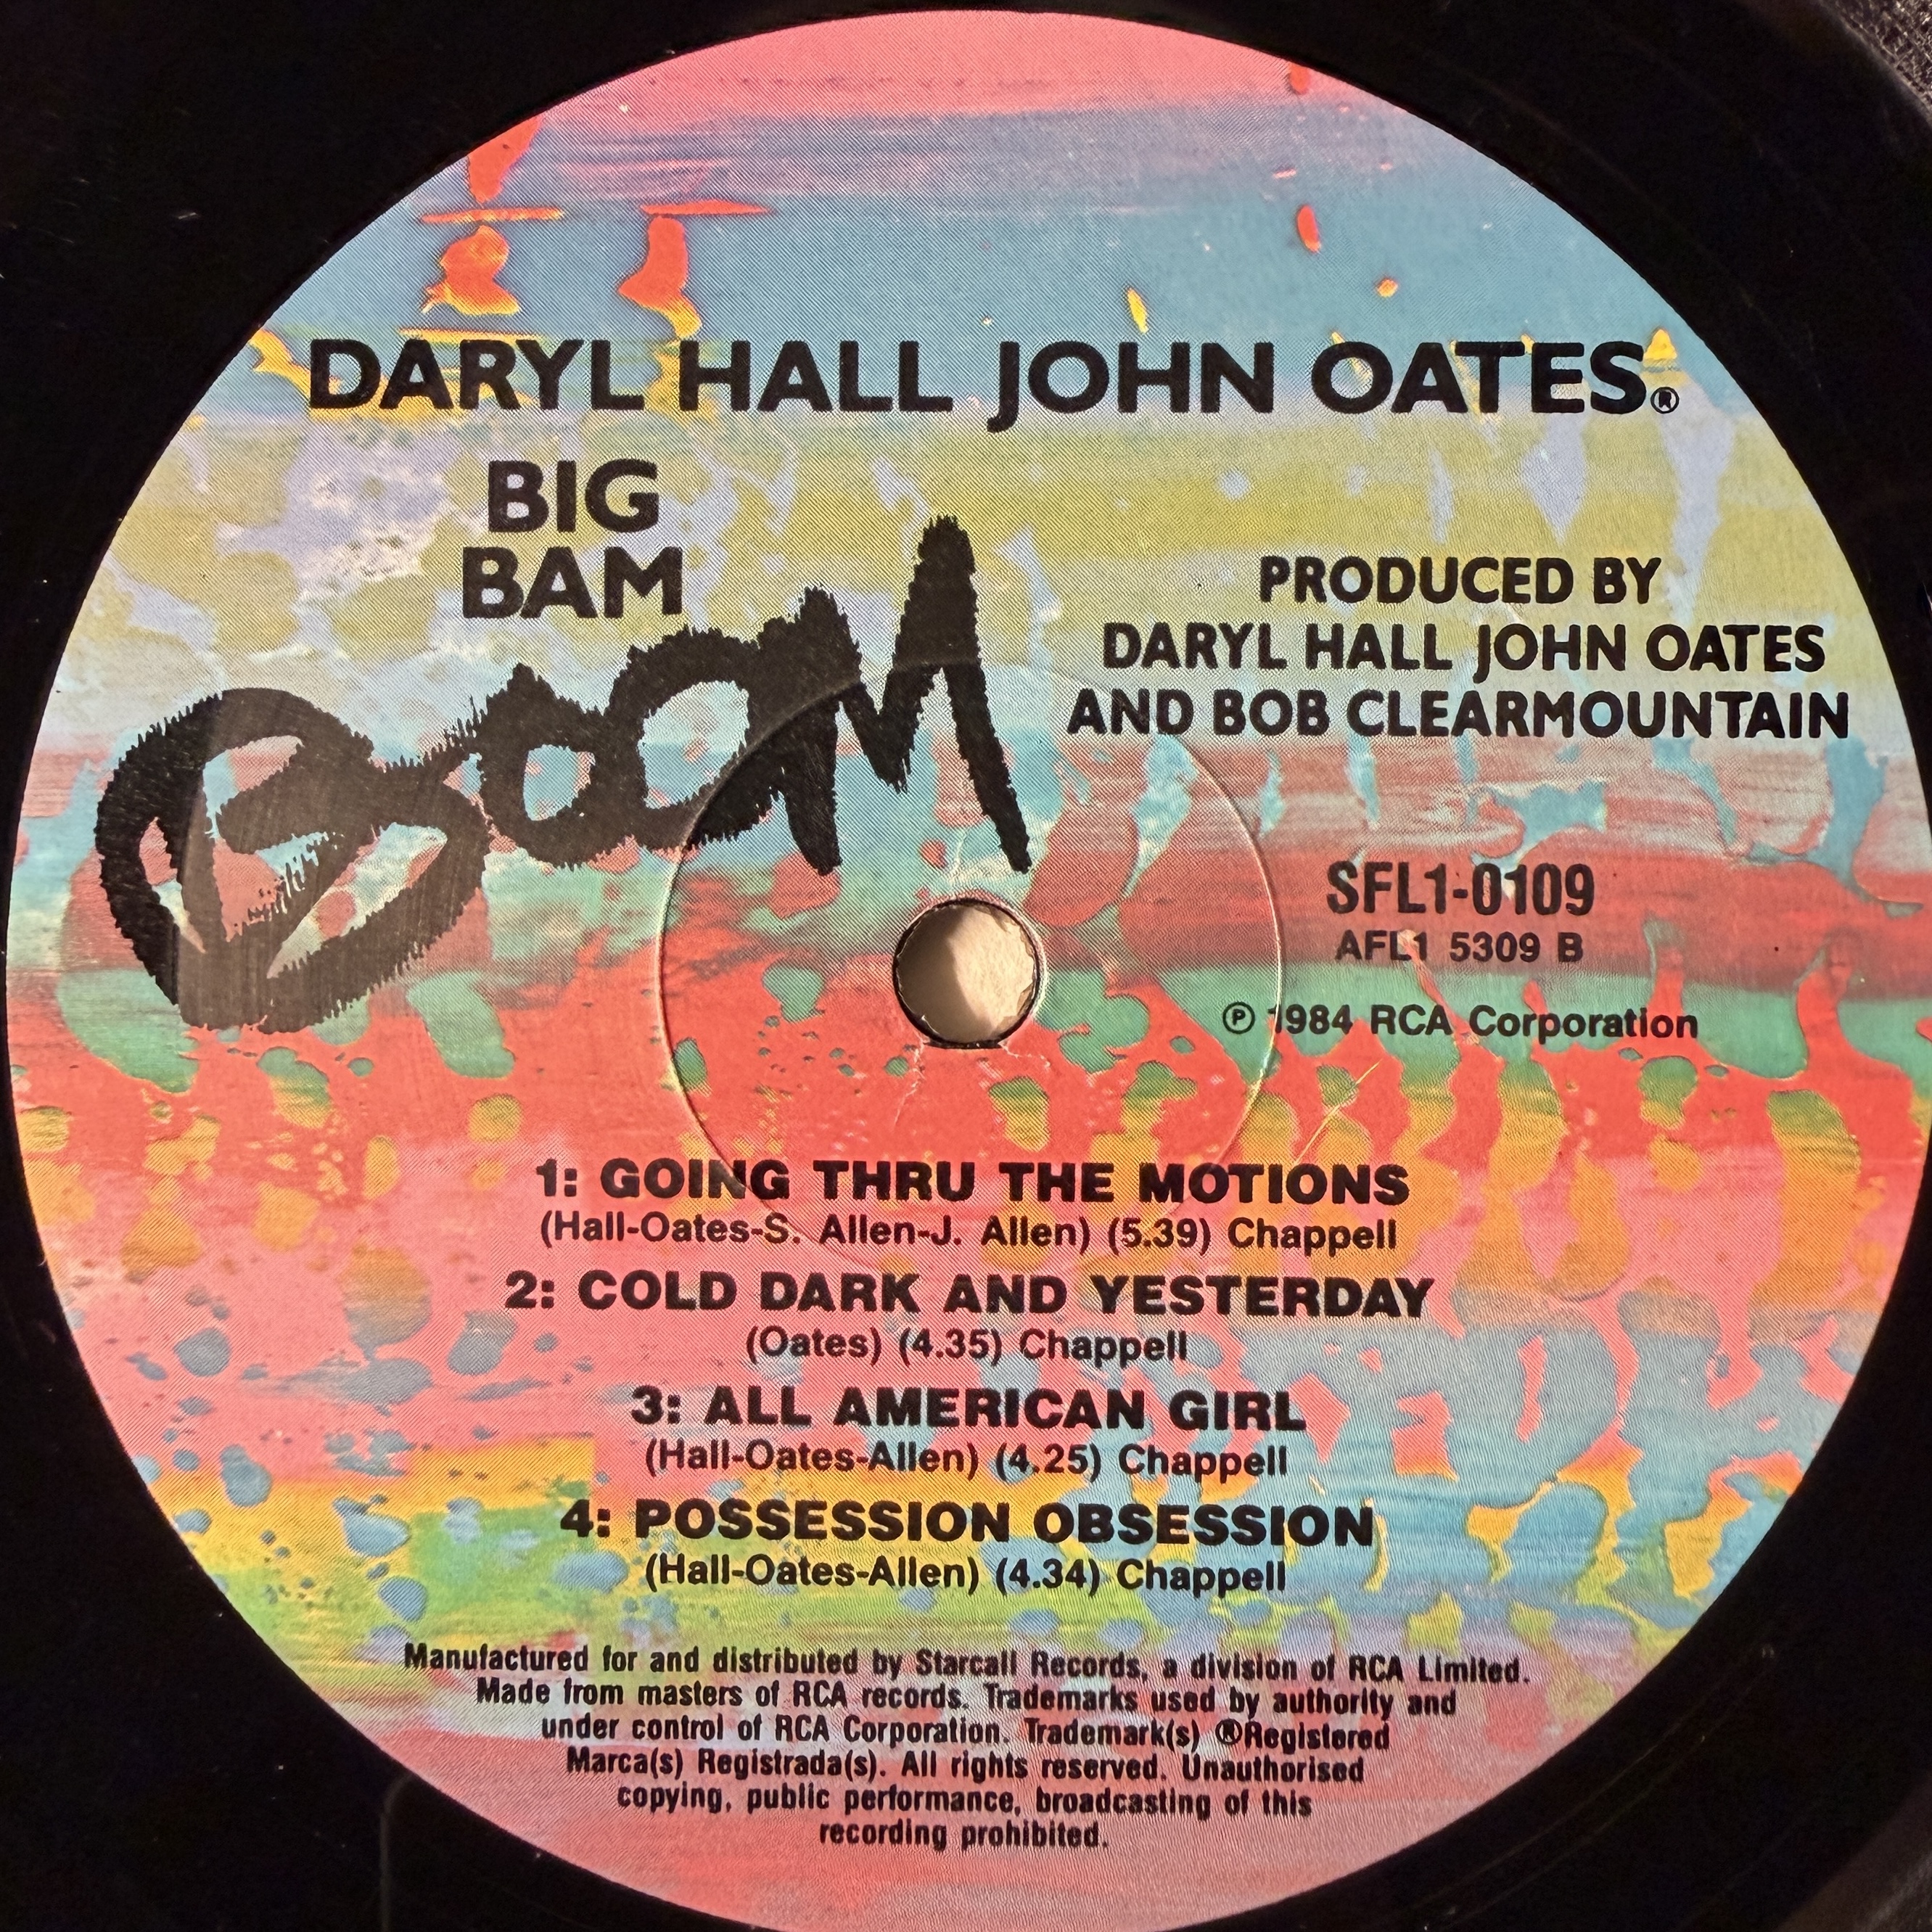 DARYL HALL JOHN OATES®
BIG
BAM
BOOM
PRODUCED BY
DARYL HALL JOHN OATES
AND BOB CLEARMOUNTAIN
SFL1-0109
AFL1 5309 B
℗ 1984 RCA Corporation
1: GOING THRU THE MOTIONS
(Hall-Oates-S. Allen-J. Allen) (5.39) Chappell
2: COLD DARK AND YESTERDAY
(Oates) (4.35) Chappell
3: ALL AMERICAN GIRL
(Hall-Oates-Allen) (4.25) Chappell
4: POSSESSION OBSESSION
(Hall-Oates-Allen) (4.34) Chappell
Manufactured for and distributed by Starcall Records, a division of RCA Limited.
Made from masters of RCA records. Trademarks used by authority and
under control of RCA Corporation. Trademark(s) ®Registered
Marca(s) Registrada(s). All rights reserved. Unauthorised
copying, public performance, broadcasting of this
recording prohibited.